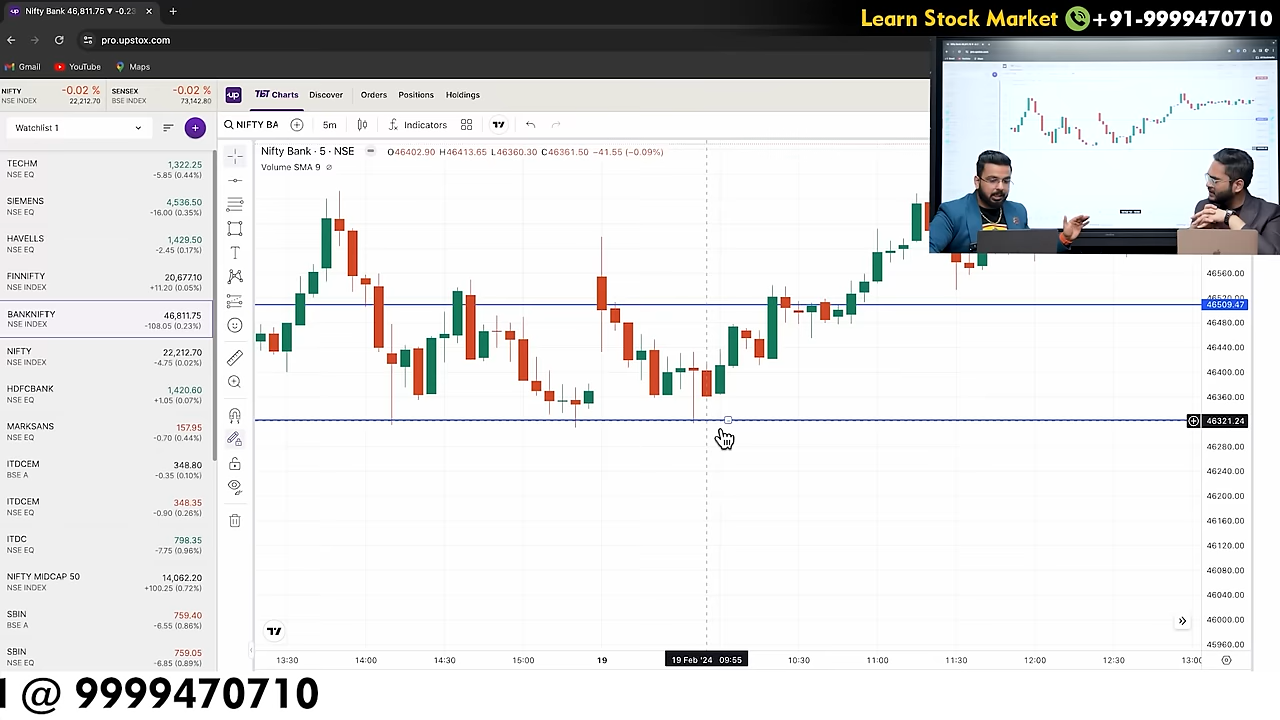 up Nifty Bank 46,811.75 ▼ -0.23
Learn Stock Market +91-9999470710
pro.upstox.com
Gmail YouTube Maps
NIFTY -0.02 %
NSE INDEX 22,212.70
SENSEX -0.02 %
BSE INDEX 73,142.80
up TBT Charts Discover Orders Positions Holdings
Watchlist 1
NIFTY BA 5m Indicators
Nifty Bank · 5 · NSE O46402.90 H46413.65 L46360.30 C46361.50 -41.55 (-0.09%)
Volume SMA 9
TECHM 1,322.25
NSE EQ -5.85 (0.44%)
SIEMENS 4,536.50
NSE EQ -16.00 (0.35%)
HAVELLS 1,429.50
NSE EQ -2.45 (0.17%)
FINNIFTY 20,677.10
NSE INDEX +11.20 (0.05%)
BANKNIFTY 46,811.75
NSE INDEX -108.05 (0.23%)
NIFTY 22,212.70
NSE INDEX -4.75 (0.02%)
HDFCBANK 1,420.60
NSE EQ +1.05 (0.07%)
MARKSANS 157.95
NSE EQ -0.70 (0.44%)
ITDCEM 348.80
BSE A -0.35 (0.10%)
ITDCEM 348.35
NSE EQ -0.90 (0.26%)
ITDC 798.35
NSE EQ -7.75 (0.96%)
NIFTY MIDCAP 50 14,062.20
NSE INDEX +100.25 (0.72%)
SBIN 759.40
BSE A -6.55 (0.86%)
SBIN 759.05
NSE EQ -6.85 (0.89%)
46560.00
46520.00
46509.47
46480.00
46440.00
46400.00
46360.00
46321.24
46280.00
46240.00
46200.00
46160.00
46120.00
46080.00
46040.00
46000.00
45960.00
13:30 14:00 14:30 15:00 19 19 Feb '24 09:55 10:30 11:00 11:30 12:00 12:30 13:00
@ 9999470710